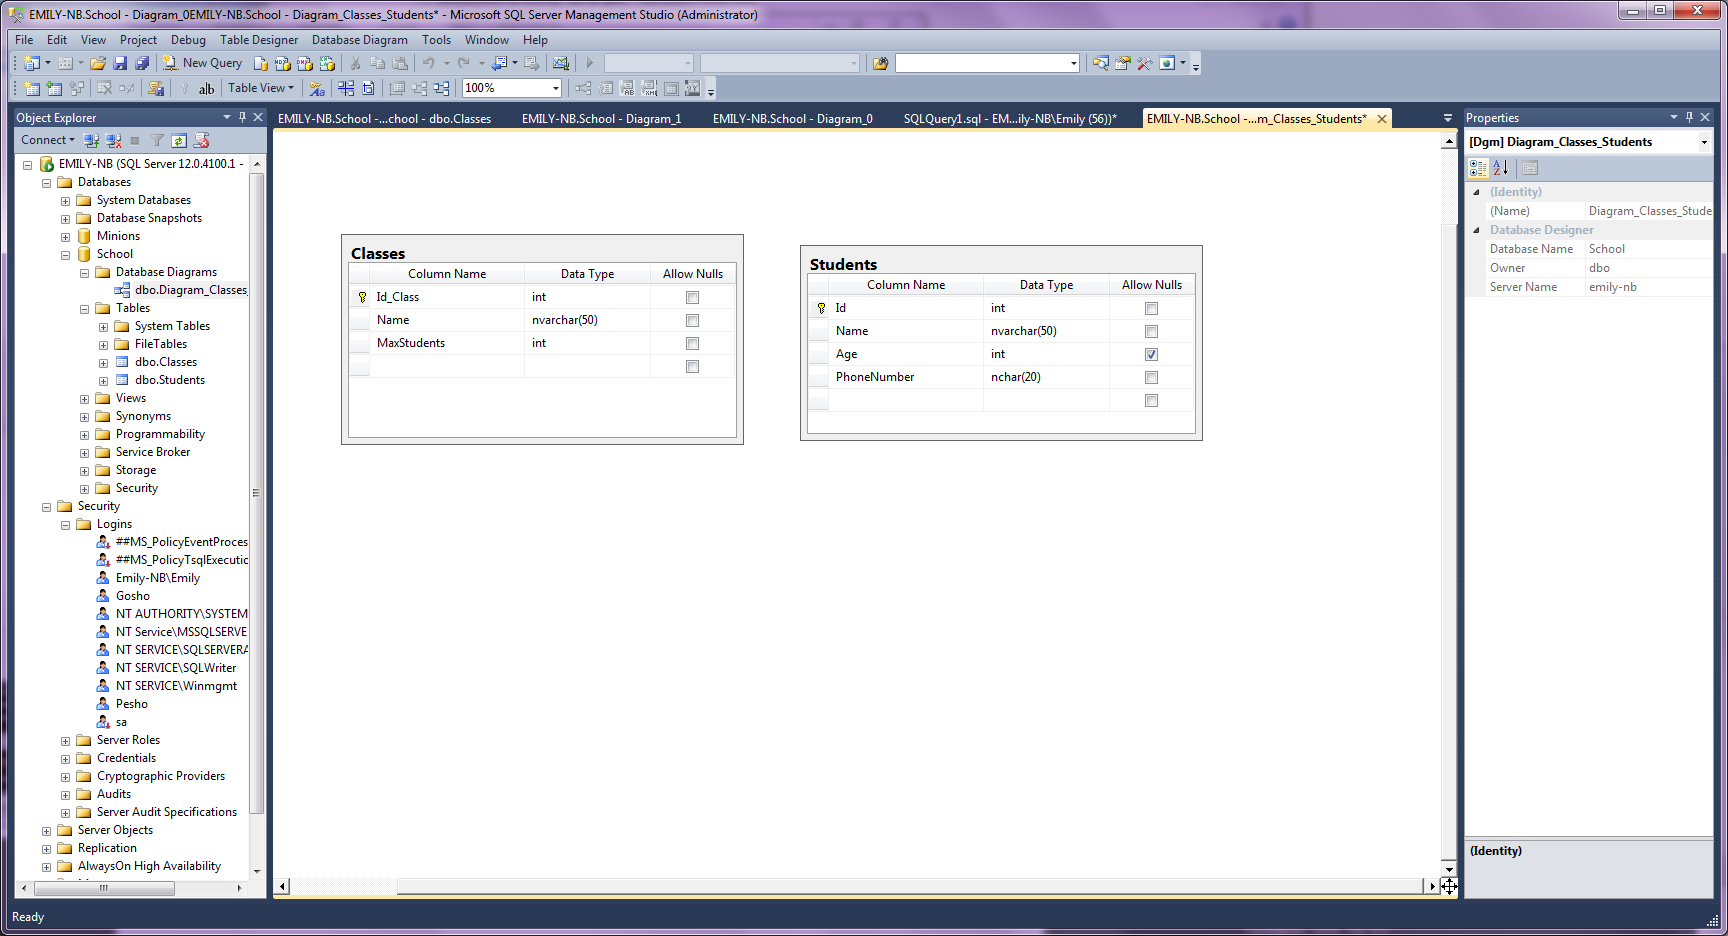 EMILY-NB.School - Diagram_0EMILY-NB.School - Diagram_Classes_Students* - Microsoft SQL Server Management Studio (Administrator)
File Edit View Project Debug Table Designer Database Diagram Tools Window Help
New Query
ab| Table View 100%
Object Explorer
Connect
EMILY-NB (SQL Server 12.0.4100.1 -
Databases
System Databases
Database Snapshots
Minions
School
Database Diagrams
dbo.Diagram_Classes_
Tables
System Tables
FileTables
dbo.Classes
dbo.Students
Views
Synonyms
Programmability
Service Broker
Storage
Security
Security
Logins
##MS_PolicyEventProces
##MS_PolicyTsqlExecutic
Emily-NB\Emily
Gosho
NT AUTHORITY\SYSTEM
NT Service\MSSQLSERVE
NT SERVICE\SQLSERVERA
NT SERVICE\SQLWriter
NT SERVICE\Winmgmt
Pesho
sa
Server Roles
Credentials
Cryptographic Providers
Audits
Server Audit Specifications
Server Objects
Replication
AlwaysOn High Availability
EMILY-NB.School -...chool - dbo.Classes EMILY-NB.School - Diagram_1 EMILY-NB.School - Diagram_0 SQLQuery1.sql - EM...ily-NB\Emily (56))* EMILY-NB.School -...m_Classes_Students*
Classes
Column Name Data Type Allow Nulls
Id_Class int
Name nvarchar(50)
MaxStudents int
Students
Column Name Data Type Allow Nulls
Id int
Name nvarchar(50)
Age int
PhoneNumber nchar(20)
Properties
[Dgm] Diagram_Classes_Students
(Identity)
(Name) Diagram_Classes_Stude
Database Designer
Database Name School
Owner dbo
Server Name emily-nb
(Identity)
Ready